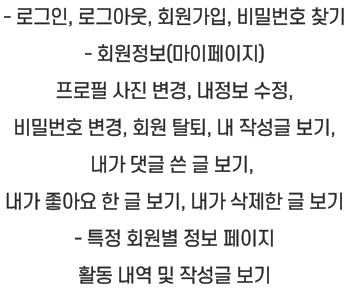 - 로그인, 로그아웃, 회원가입, 비밀번호 찾기
- 회원정보(마이페이지)
프로필 사진 변경, 내정보 수정,
비밀번호 변경, 회원 탈퇴, 내 작성글 보기,
내가 댓글 쓴 글 보기,
내가 좋아요 한 글 보기, 내가 삭제한 글 보기
- 특정 회원별 정보 페이지
활동 내역 및 작성글 보기